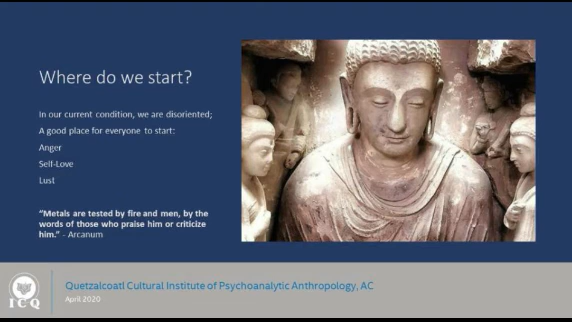 Where do we start?
In our current condition, we are disoriented;
A good place for everyone to start:
Anger
Self-Love
Lust
“Metals are tested by fire and men, by the
words of those who praise him or criticize
him.” - Arcanum
ICQ
Quetzalcoatl Cultural Institute of Psychoanalytic Anthropology, AC
April 2020